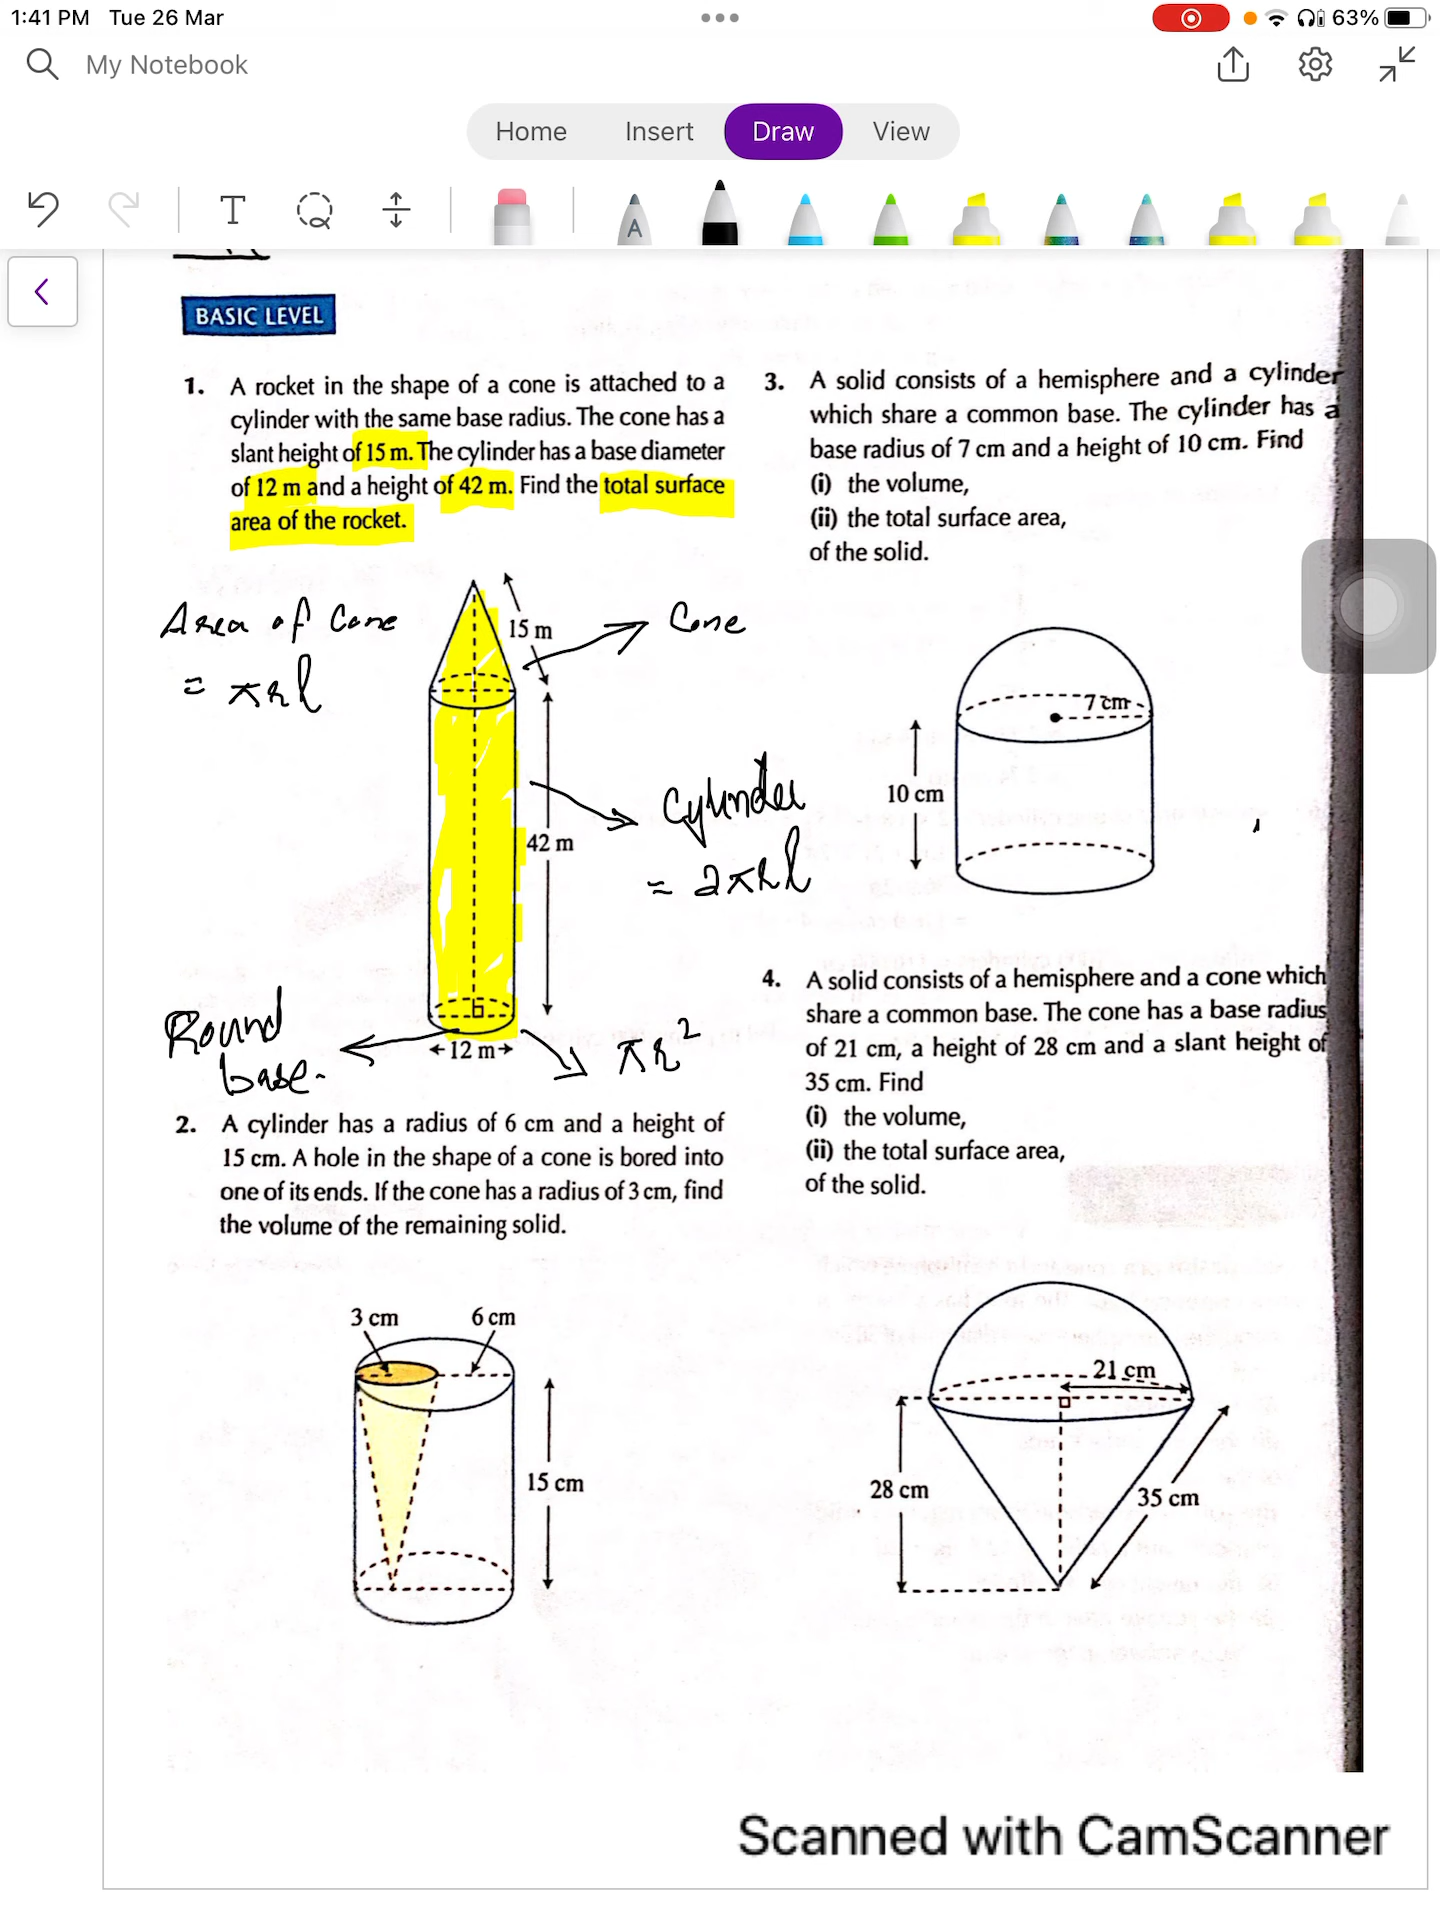 1:41 PM Tue 26 Mar
63%
My Notebook
Home Insert Draw View
T
A
BASIC LEVEL
1. A rocket in the shape of a cone is attached to a
cylinder with the same base radius. The cone has a
slant height of 15 m. The cylinder has a base diameter
of 12 m and a height of 42 m. Find the total surface
area of the rocket.
Area of Cone
= πrl
15 m
Cone
Cylinder
= 2πrl
42 m
Round
base.
12 m
πr²
2. A cylinder has a radius of 6 cm and a height of
15 cm. A hole in the shape of a cone is bored into
one of its ends. If the cone has a radius of 3 cm, find
the volume of the remaining solid.
3 cm
6 cm
15 cm
3. A solid consists of a hemisphere and a cylinder
which share a common base. The cylinder has a
base radius of 7 cm and a height of 10 cm. Find
(i) the volume,
(ii) the total surface area,
of the solid.
7 cm
10 cm
4. A solid consists of a hemisphere and a cone which
share a common base. The cone has a base radius
of 21 cm, a height of 28 cm and a slant height of
35 cm. Find
(i) the volume,
(ii) the total surface area,
of the solid.
21 cm
28 cm
35 cm
Scanned with CamScanner